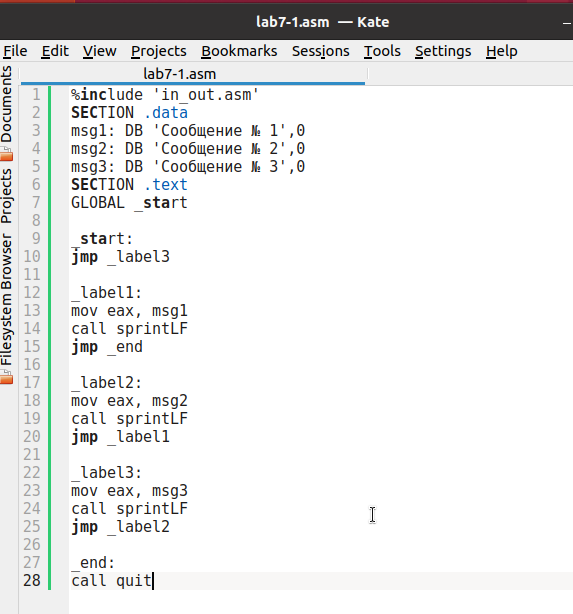 lab7-1.asm — Kate
File Edit View Projects Bookmarks Sessions Tools Settings Help
lab7-1.asm
Documents
Projects
Filesystem Browser
1 %include 'in_out.asm'
2 SECTION .data
3 msg1: DB 'Сообщение № 1',0
4 msg2: DB 'Сообщение № 2',0
5 msg3: DB 'Сообщение № 3',0
6 SECTION .text
7 GLOBAL _start
8
9 _start:
10 jmp _label3
11
12 _label1:
13 mov eax, msg1
14 call sprintLF
15 jmp _end
16
17 _label2:
18 mov eax, msg2
19 call sprintLF
20 jmp _label1
21
22 _label3:
23 mov eax, msg3
24 call sprintLF
25 jmp _label2
26
27 _end:
28 call quit